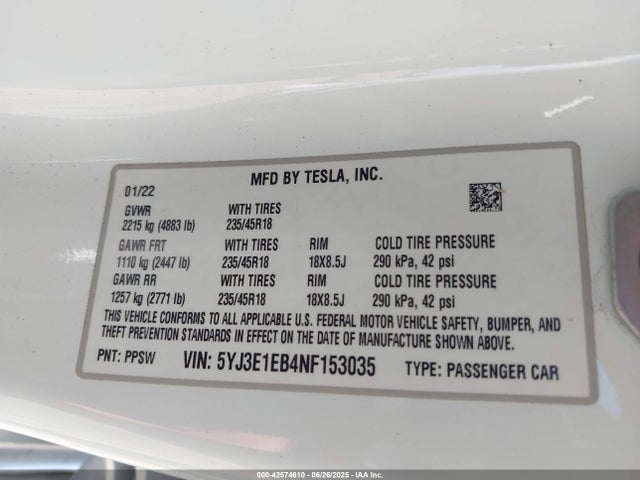 MFD BY TESLA, INC.
01/22
GVWR WITH TIRES
2215 kg (4883 lb) 235/45R18
GAWR FRT WITH TIRES RIM COLD TIRE PRESSURE
1110 kg (2447 lb) 235/45R18 18X8.5J 290 kPa, 42 psi
GAWR RR WITH TIRES RIM COLD TIRE PRESSURE
1257 kg (2771 lb) 235/45R18 18X8.5J 290 kPa, 42 psi
THIS VEHICLE CONFORMS TO ALL APPLICABLE U.S. FEDERAL MOTOR VEHICLE SAFETY, BUMPER, AND
THEFT PREVENTION STANDARDS IN EFFECT ON THE DATE OF MANUFACTURE SHOWN ABOVE.
PNT: PPSW VIN: 5YJ3E1EB4NF153035 TYPE: PASSENGER CAR
000-42574610 - 06/26/2025 - IAA Inc.